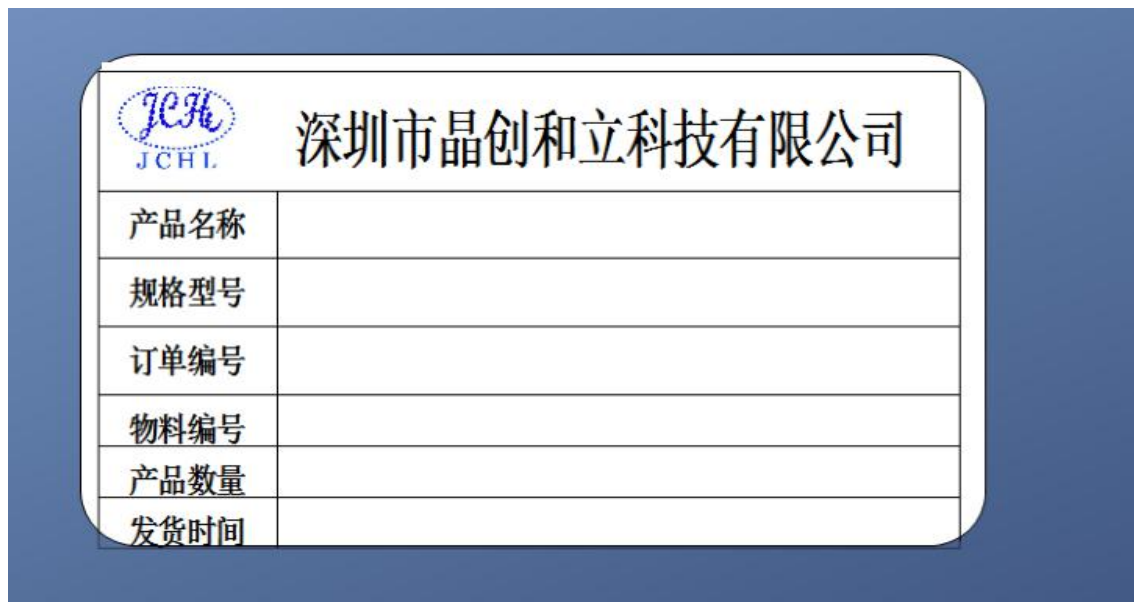 JCHL
JCHL
深圳市晶创和立科技有限公司
产品名称
规格型号
订单编号
物料编号
产品数量
发货时间